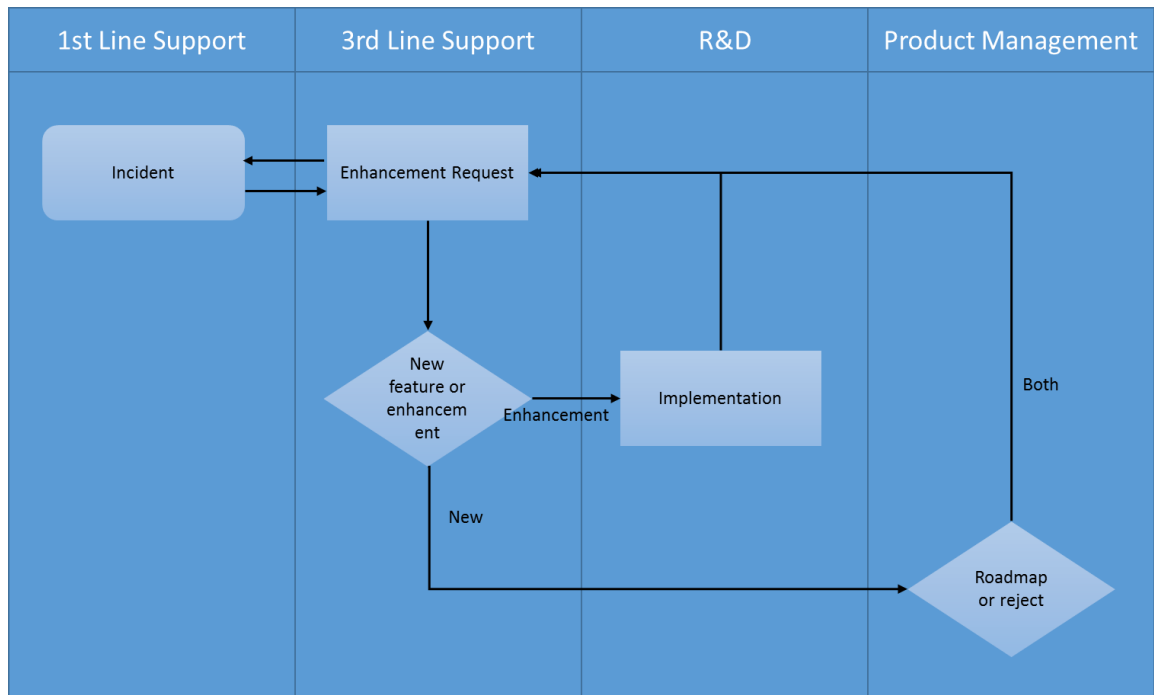 1st Line Support
3rd Line Support
R&D
Product Management
Incident
Enhancement Request
New
feature or
enhancem
ent
Enhancement
Implementation
Both
New
Roadmap
or reject